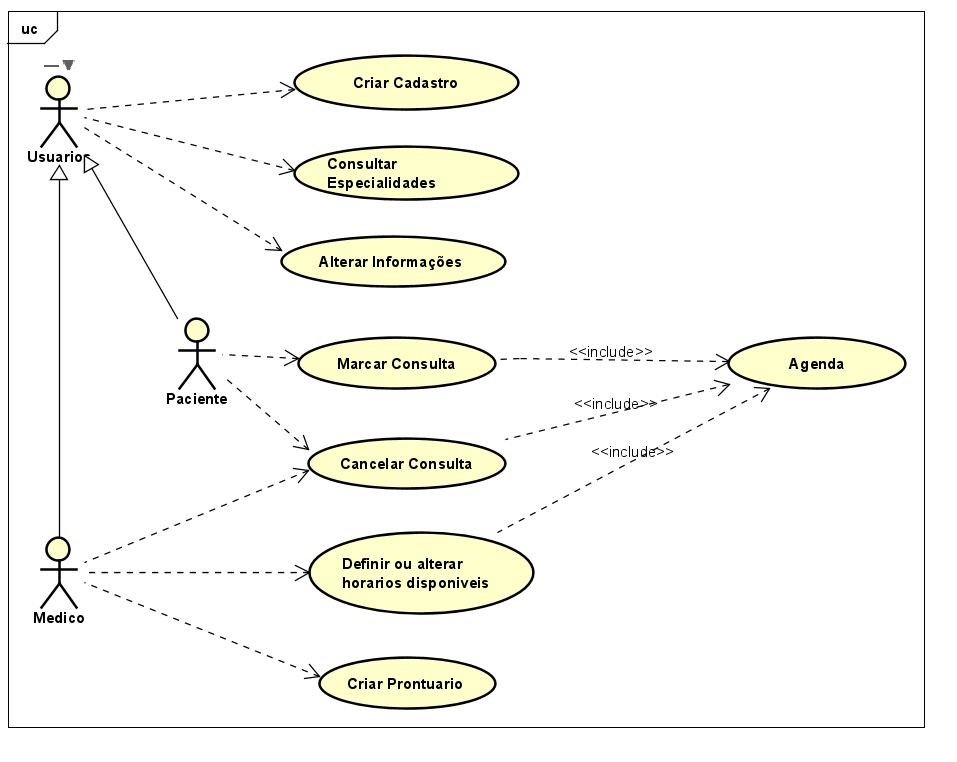 uc
Usuarios
Criar Cadastro
Consultar
Especialidades
Alterar Informações
Paciente
Marcar Consulta
<<include>>
Agenda
<<include>>
Cancelar Consulta
<<include>>
Medico
Definir ou alterar
horarios disponiveis
Criar Prontuario